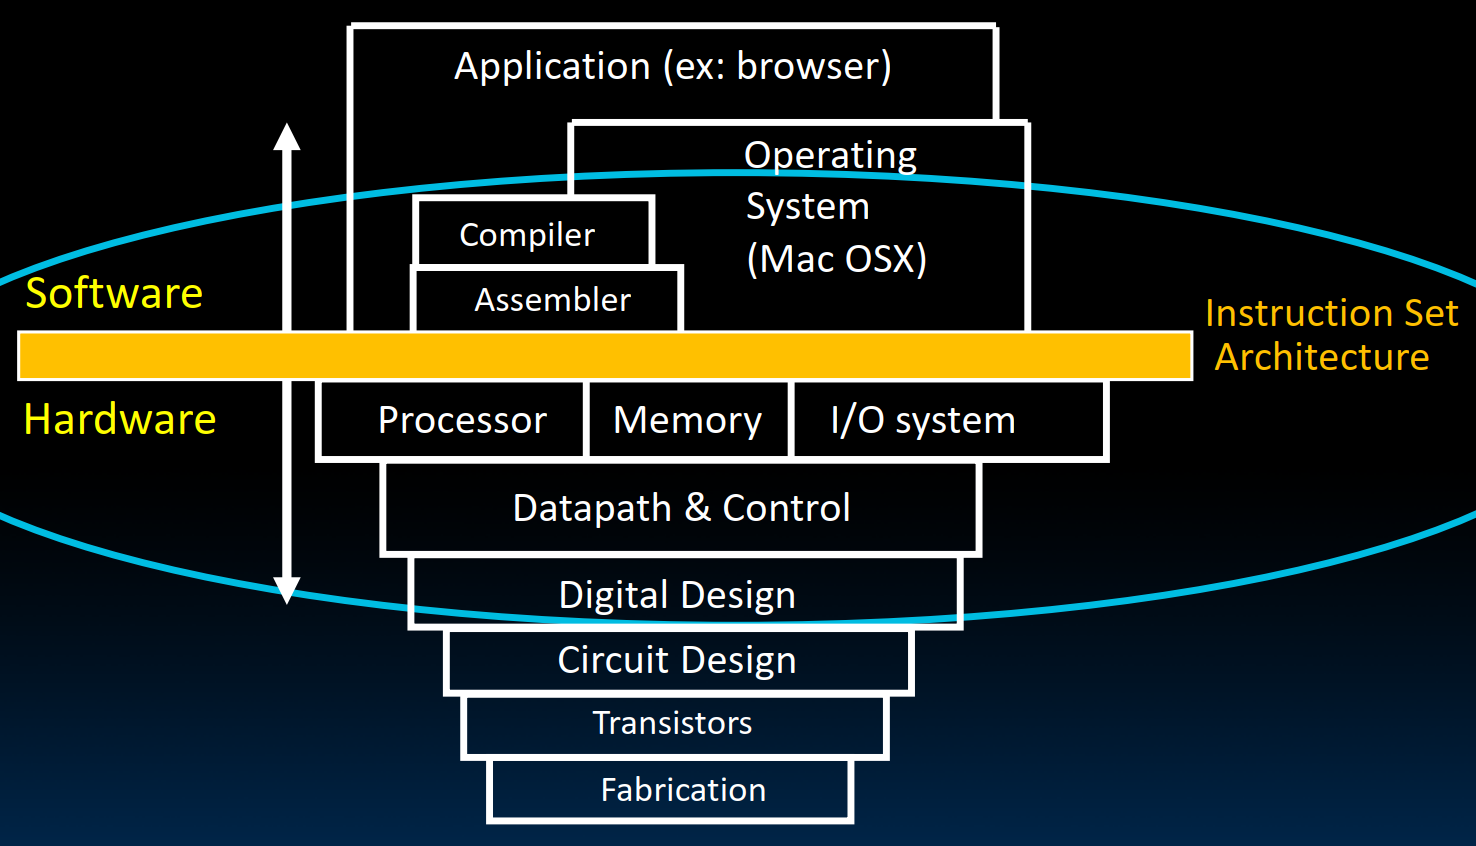 Application (ex: browser)
Operating
System
(Mac OSX)
Compiler
Assembler
Software
Instruction Set
Architecture
Hardware
Processor
Memory
I/O system
Datapath & Control
Digital Design
Circuit Design
Transistors
Fabrication